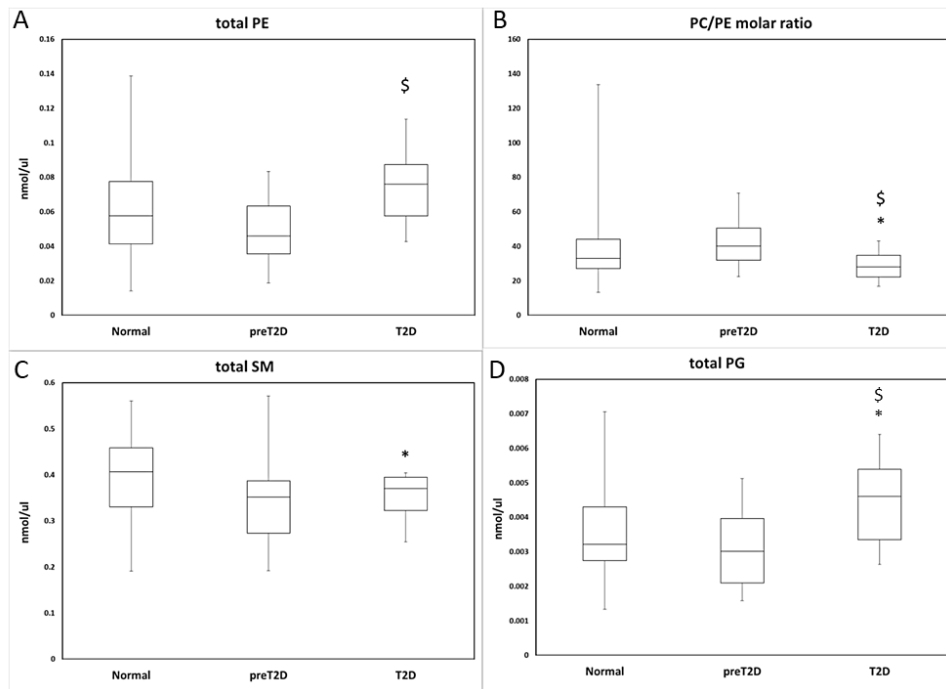 A
total PE
0.16
0.14
0.12
0.1
0.08
0.06
0.04
0.02
0
nmol/ul
$
Normal preT2D T2D
B
PC/PE molar ratio
160
140
120
100
80
60
40
20
0
$
*
Normal preT2D T2D
C
total SM
0.6
0.5
0.4
0.3
0.2
0.1
0
nmol/ul
*
Normal preT2D T2D
D
total PG
0.008
0.007
0.006
0.005
0.004
0.003
0.002
0.001
0
nmol/ul
$
*
Normal preT2D T2D